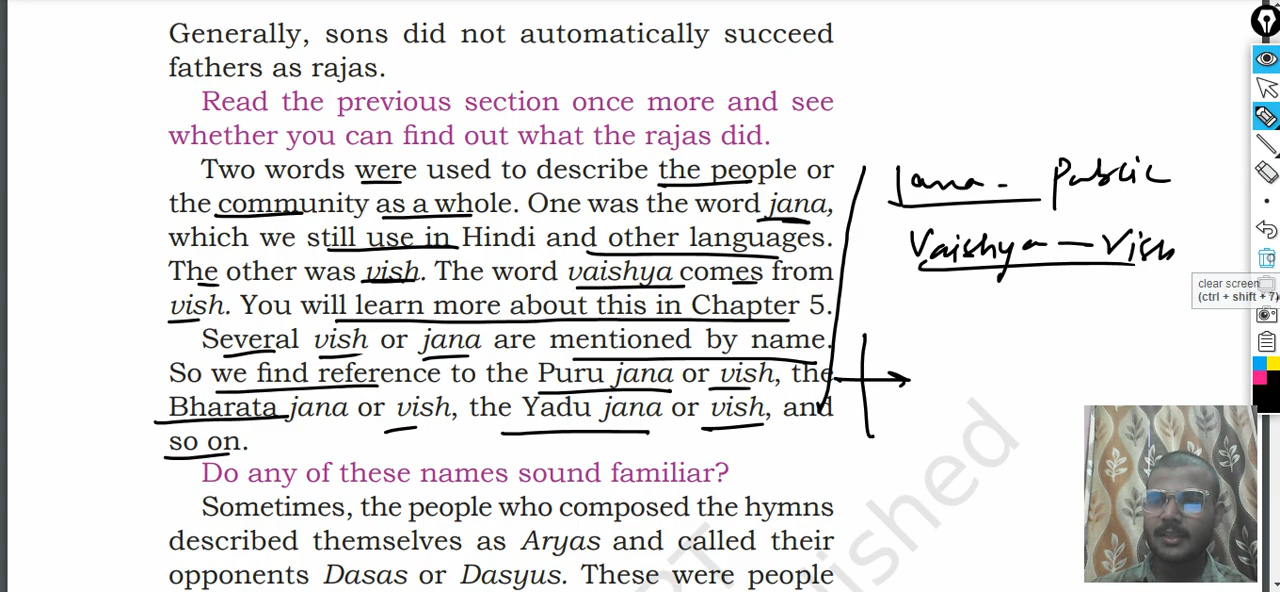 Generally, sons did not automatically succeed
fathers as rajas.
Read the previous section once more and see
whether you can find out what the rajas did.
Two words were used to describe the people or
the community as a whole. One was the word jana,
which we still use in Hindi and other languages.
The other was vish. The word vaishya comes from
vish. You will learn more about this in Chapter 5.
Several vish or jana are mentioned by name.
So we find reference to the Puru jana or vish, the
Bharata jana or vish, the Yadu jana or vish, and
so on.
Do any of these names sound familiar?
Sometimes, the people who composed the hymns
described themselves as Aryas and called their
opponents Dasas or Dasyus. These were people
Jana - Public
Vaishya - Vish
clear screen
(ctrl + shift + 7)